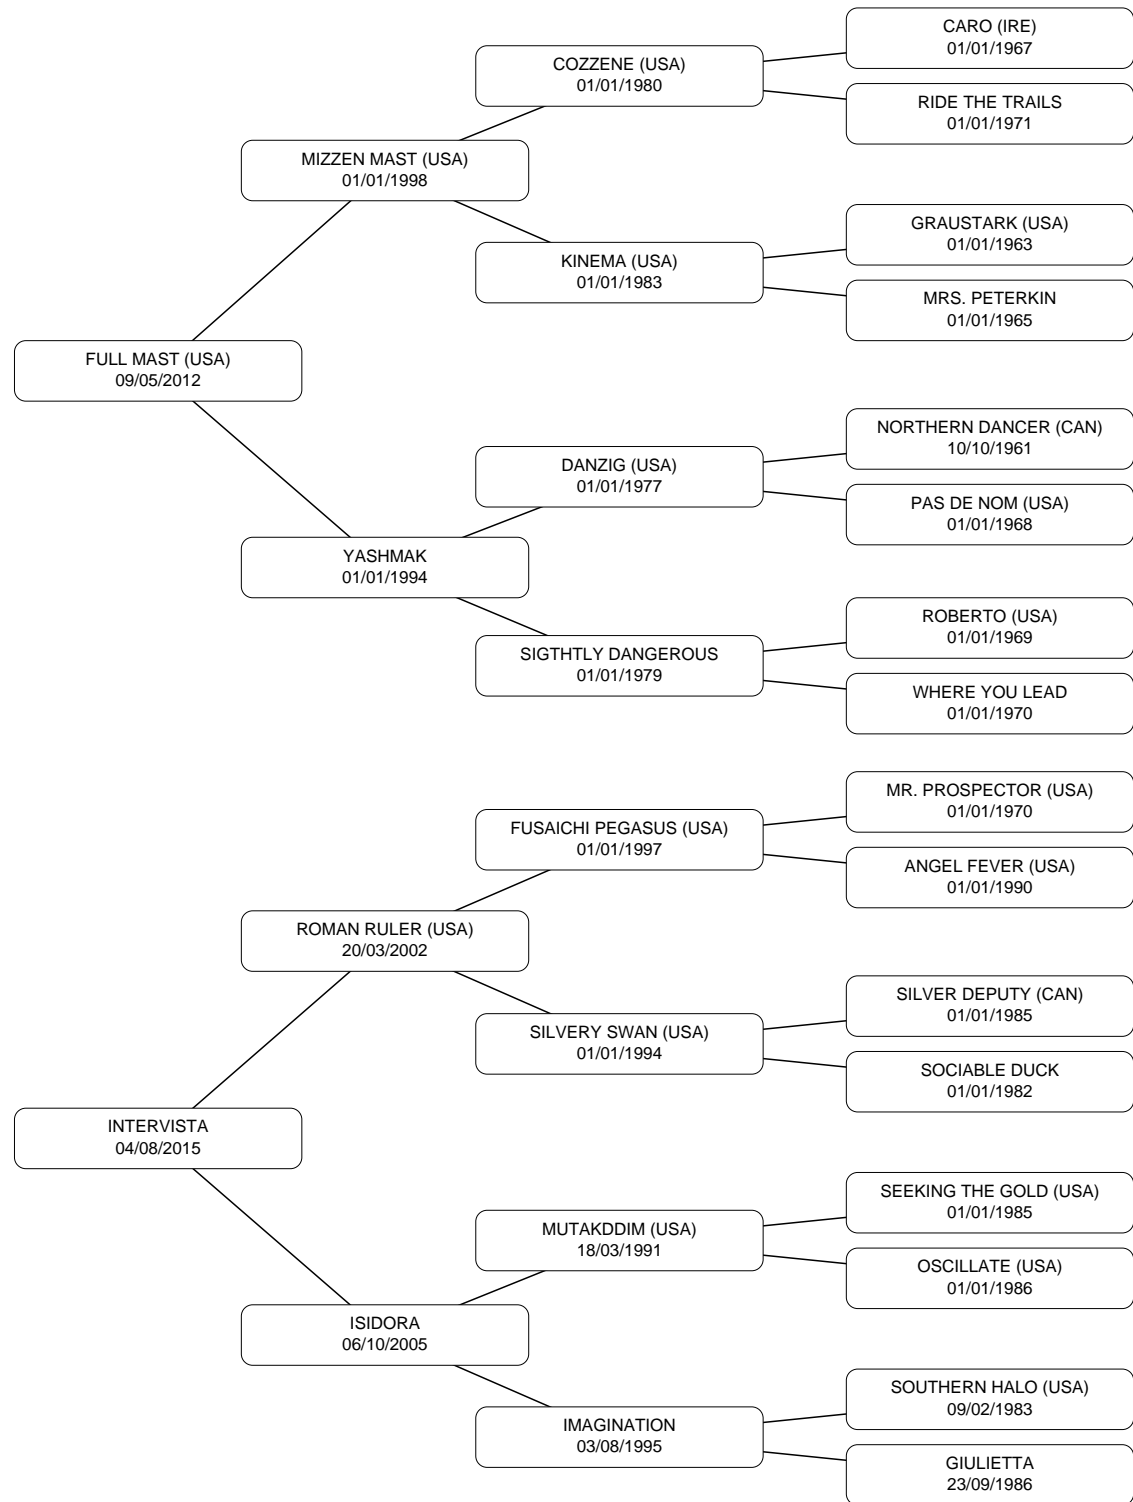 CARO (IRE)
01/01/1967
COZZENE (USA)
01/01/1980
RIDE THE TRAILS
01/01/1971
MIZZEN MAST (USA)
01/01/1998
GRAUSTARK (USA)
01/01/1963
KINEMA (USA)
01/01/1983
MRS. PETERKIN
01/01/1965
FULL MAST (USA)
09/05/2012
NORTHERN DANCER (CAN)
10/10/1961
DANZIG (USA)
01/01/1977
PAS DE NOM (USA)
01/01/1968
YASHMAK
01/01/1994
ROBERTO (USA)
01/01/1969
SIGTHTLY DANGEROUS
01/01/1979
WHERE YOU LEAD
01/01/1970
MR. PROSPECTOR (USA)
01/01/1970
FUSAICHI PEGASUS (USA)
01/01/1997
ANGEL FEVER (USA)
01/01/1990
ROMAN RULER (USA)
20/03/2002
SILVER DEPUTY (CAN)
01/01/1985
SILVERY SWAN (USA)
01/01/1994
SOCIABLE DUCK
01/01/1982
INTERVISTA
04/08/2015
SEEKING THE GOLD (USA)
01/01/1985
MUTAKDDIM (USA)
18/03/1991
OSCILLATE (USA)
01/01/1986
ISIDORA
06/10/2005
SOUTHERN HALO (USA)
09/02/1983
IMAGINATION
03/08/1995
GIULIETTA
23/09/1986